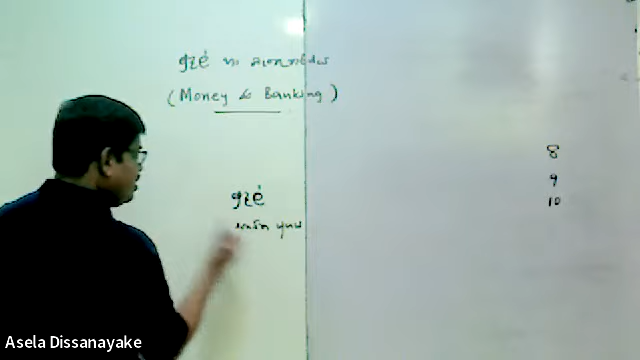 මුදල් හා බැංකුකරණය
(Money & Banking)
මුදල්
8
9
10
Asela Dissanayake